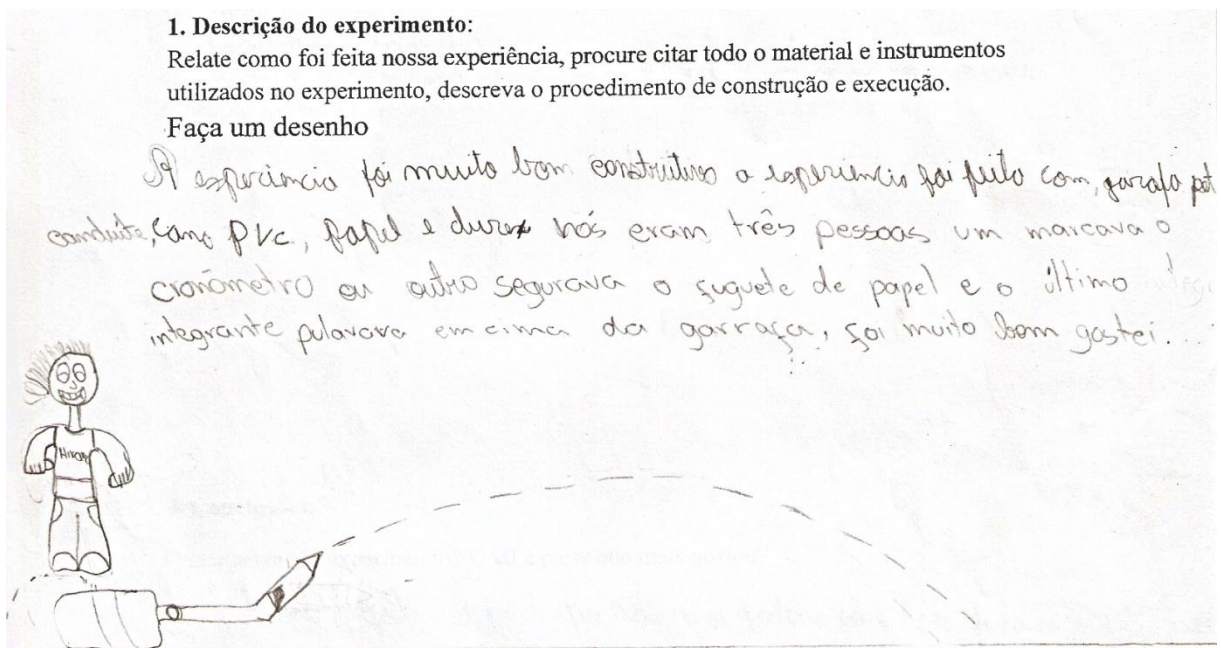 1. Descrição do experimento:
Relate como foi feita nossa experiência, procure citar todo o material e instrumentos
utilizados no experimento, descreva o procedimento de construção e execução.
Faça um desenho
A experiencia foi muito bom construtivo a experiencia foi feito com, garrafa pet
conduite, cano PVC, papel e durex nós eram três pessoas um marcava o
cronômetro ou outro segurava o fuguete de papel e o último
integrante pulavava em cima da garrafa, foi muito bom gostei.